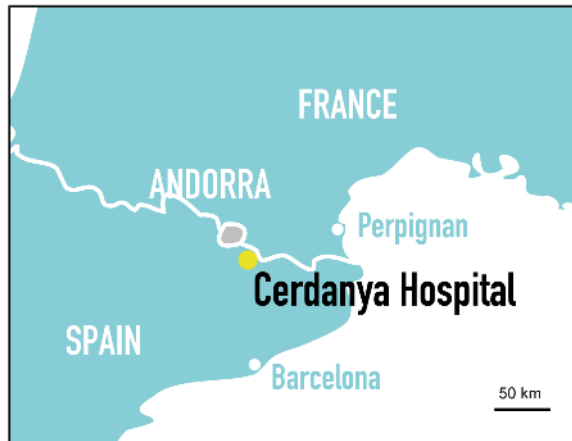 FRANCE
ANDORRA
Perpignan
Cerdanya Hospital
SPAIN
Barcelona
50 km